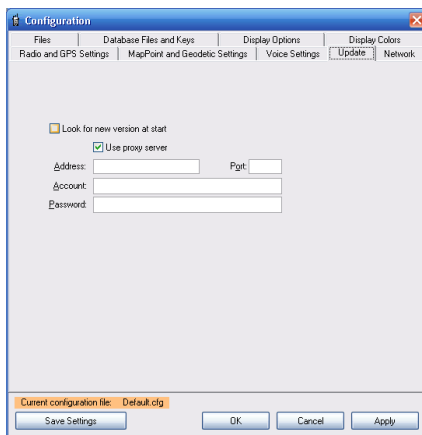 Configuration
Files Database Files and Keys Display Options Display Colors
Radio and GPS Settings MapPoint and Geodetic Settings Voice Settings Update Network
Look for new version at start
Use proxy server
Address: Port:
Account:
Password:
Current configuration file: Default.cfg
Save Settings OK Cancel Apply